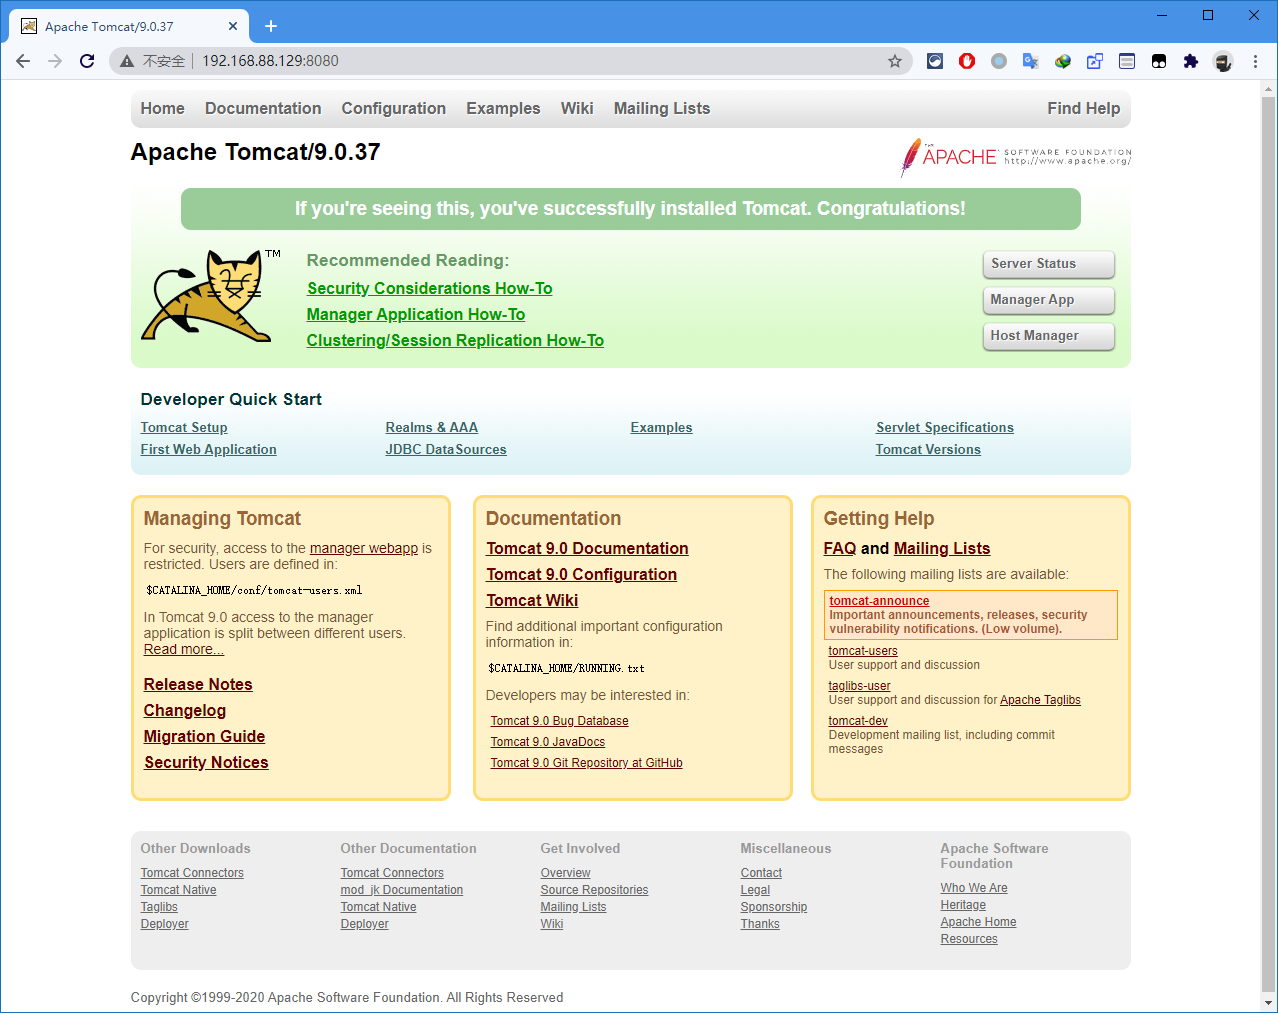 Apache Tomcat/9.0.37
不安全 192.168.88.129:8080
Home Documentation Configuration Examples Wiki Mailing Lists Find Help
Apache Tomcat/9.0.37
THE APACHE SOFTWARE FOUNDATION
http://www.apache.org/
If you're seeing this, you've successfully installed Tomcat. Congratulations!
TM
Recommended Reading:
Security Considerations How-To
Manager Application How-To
Clustering/Session Replication How-To
Server Status
Manager App
Host Manager
Developer Quick Start
Tomcat Setup
First Web Application
Realms & AAA
JDBC DataSources
Examples
Servlet Specifications
Tomcat Versions
Managing Tomcat
For security, access to the manager webapp is
restricted. Users are defined in:
$CATALINA_HOME/conf/tomcat-users.xml
In Tomcat 9.0 access to the manager
application is split between different users.
Read more...
Release Notes
Changelog
Migration Guide
Security Notices
Documentation
Tomcat 9.0 Documentation
Tomcat 9.0 Configuration
Tomcat Wiki
Find additional important configuration
information in:
$CATALINA_HOME/RUNNING.txt
Developers may be interested in:
Tomcat 9.0 Bug Database
Tomcat 9.0 JavaDocs
Tomcat 9.0 Git Repository at GitHub
Getting Help
FAQ and Mailing Lists
The following mailing lists are available:
tomcat-announce
Important announcements, releases, security
vulnerability notifications. (Low volume).
tomcat-users
User support and discussion
taglibs-user
User support and discussion for Apache Taglibs
tomcat-dev
Development mailing list, including commit
messages
Other Downloads
Tomcat Connectors
Tomcat Native
Taglibs
Deployer
Other Documentation
Tomcat Connectors
mod_jk Documentation
Tomcat Native
Deployer
Get Involved
Overview
Source Repositories
Mailing Lists
Wiki
Miscellaneous
Contact
Legal
Sponsorship
Thanks
Apache Software
Foundation
Who We Are
Heritage
Apache Home
Resources
Copyright ©1999-2020 Apache Software Foundation. All Rights Reserved